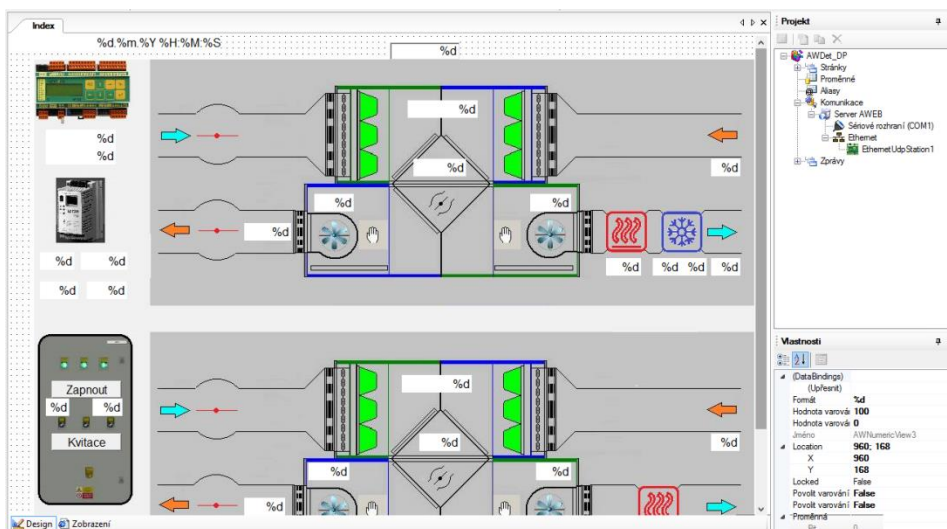 Index
%d.%m.%Y %H:%M:%S
%d
%d
%d
%d
%d
%d
%d
%d
%d
%d %d
%d %d %d %d
%d %d
Zapnout
%d %d
Kvitace
%d
%d
%d
%d
%d
%d
Design Zobrazení
Projekt
AWDet_DP
Stránky
Proměnné
Aliasy
Komunikace
Server AWEB
Sériové rozhraní (COM1)
Ethernet
EthernetUdpStation1
Zprávy
Vlastnosti
(DataBindings)
(Upřesnit)
Formát %d
Hodnota varová 100
Hodnota varová 0
Jméno AWNumericView3
Location 960; 168
X 960
Y 168
Locked False
Povolit varování False
Povolit varování False
Proměnná